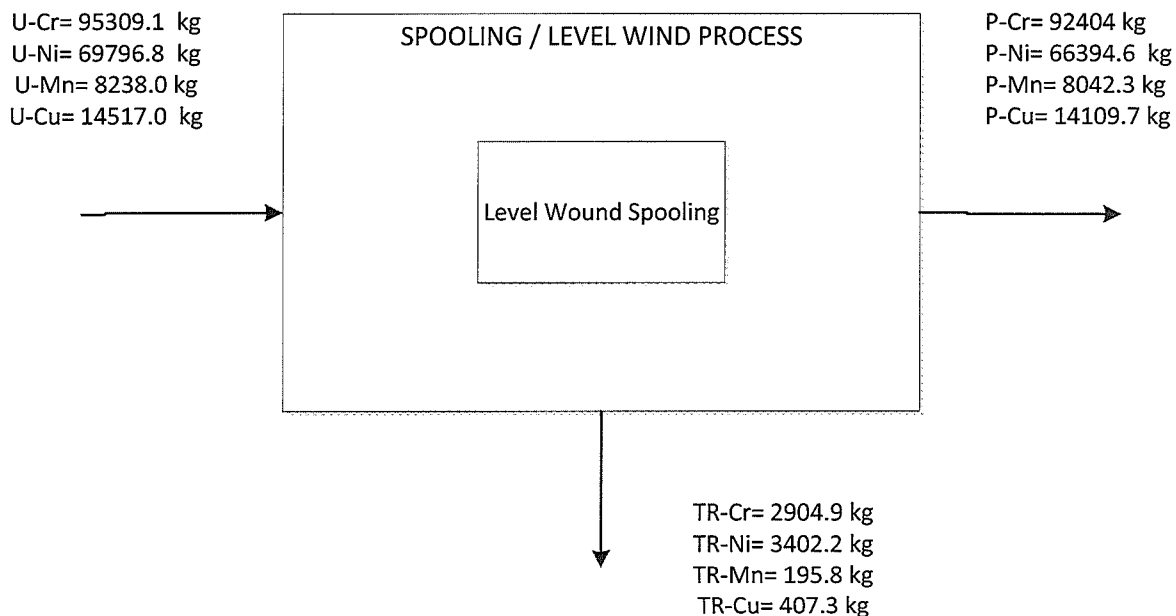 U-Cr= 95309.1 kg
U-Ni= 69796.8 kg
U-Mn= 8238.0 kg
U-Cu= 14517.0 kg
SPOOLING / LEVEL WIND PROCESS
Level Wound Spooling
P-Cr= 92404 kg
P-Ni= 66394.6 kg
P-Mn= 8042.3 kg
P-Cu= 14109.7 kg
TR-Cr= 2904.9 kg
TR-Ni= 3402.2 kg
TR-Mn= 195.8 kg
TR-Cu= 407.3 kg